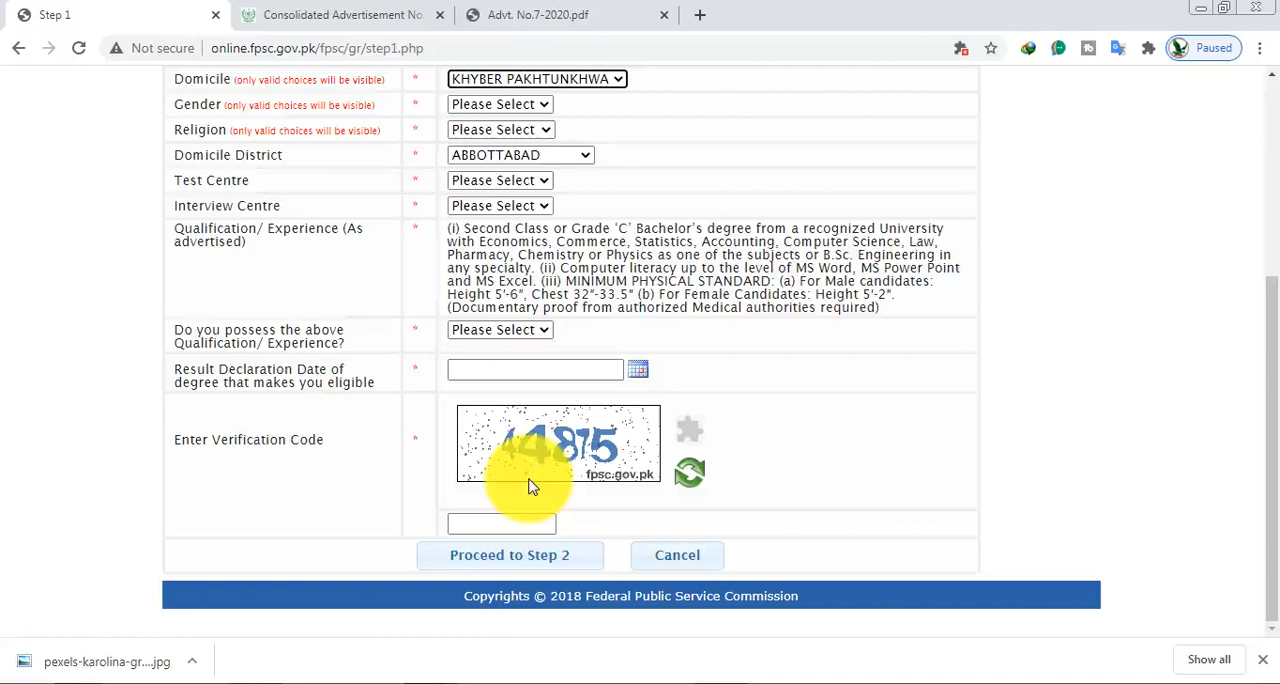 Step 1
Consolidated Advertisement No.
Advt. No.7-2020.pdf
Not secure
online.fpsc.gov.pk/fpsc/gr/step1.php
Paused
Domicile (only valid choices will be visible) * KHYBER PAKHTUNKHWA
Gender (only valid choices will be visible) * Please Select
Religion (only valid choices will be visible) * Please Select
Domicile District * ABBOTTABAD
Test Centre * Please Select
Interview Centre * Please Select
Qualification/ Experience (As
advertised) *
(i) Second Class or Grade ‘C’ Bachelor’s degree from a recognized University
with Economics, Commerce, Statistics, Accounting, Computer Science, Law,
Pharmacy, Chemistry or Physics as one of the subjects or B.Sc. Engineering in
any specialty. (ii) Computer literacy up to the level of MS Word, MS Power Point
and MS Excel. (iii) MINIMUM PHYSICAL STANDARD: (a) For Male candidates:
Height 5'-6", Chest 32"-33.5" (b) For Female Candidates: Height 5'-2".
(Documentary proof from authorized Medical authorities required)
Do you possess the above
Qualification/ Experience? * Please Select
Result Declaration Date of
degree that makes you eligible *
44875
fpsc.gov.pk
Enter Verification Code *
Proceed to Step 2
Cancel
Copyrights © 2018 Federal Public Service Commission
pexels-karolina-gr....jpg
Show all